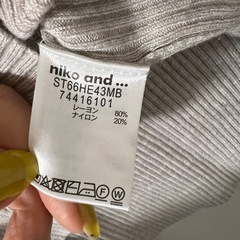 niko and ...
ST66HE43MB
74416101
レーヨン 80%
ナイロン 20%
F W